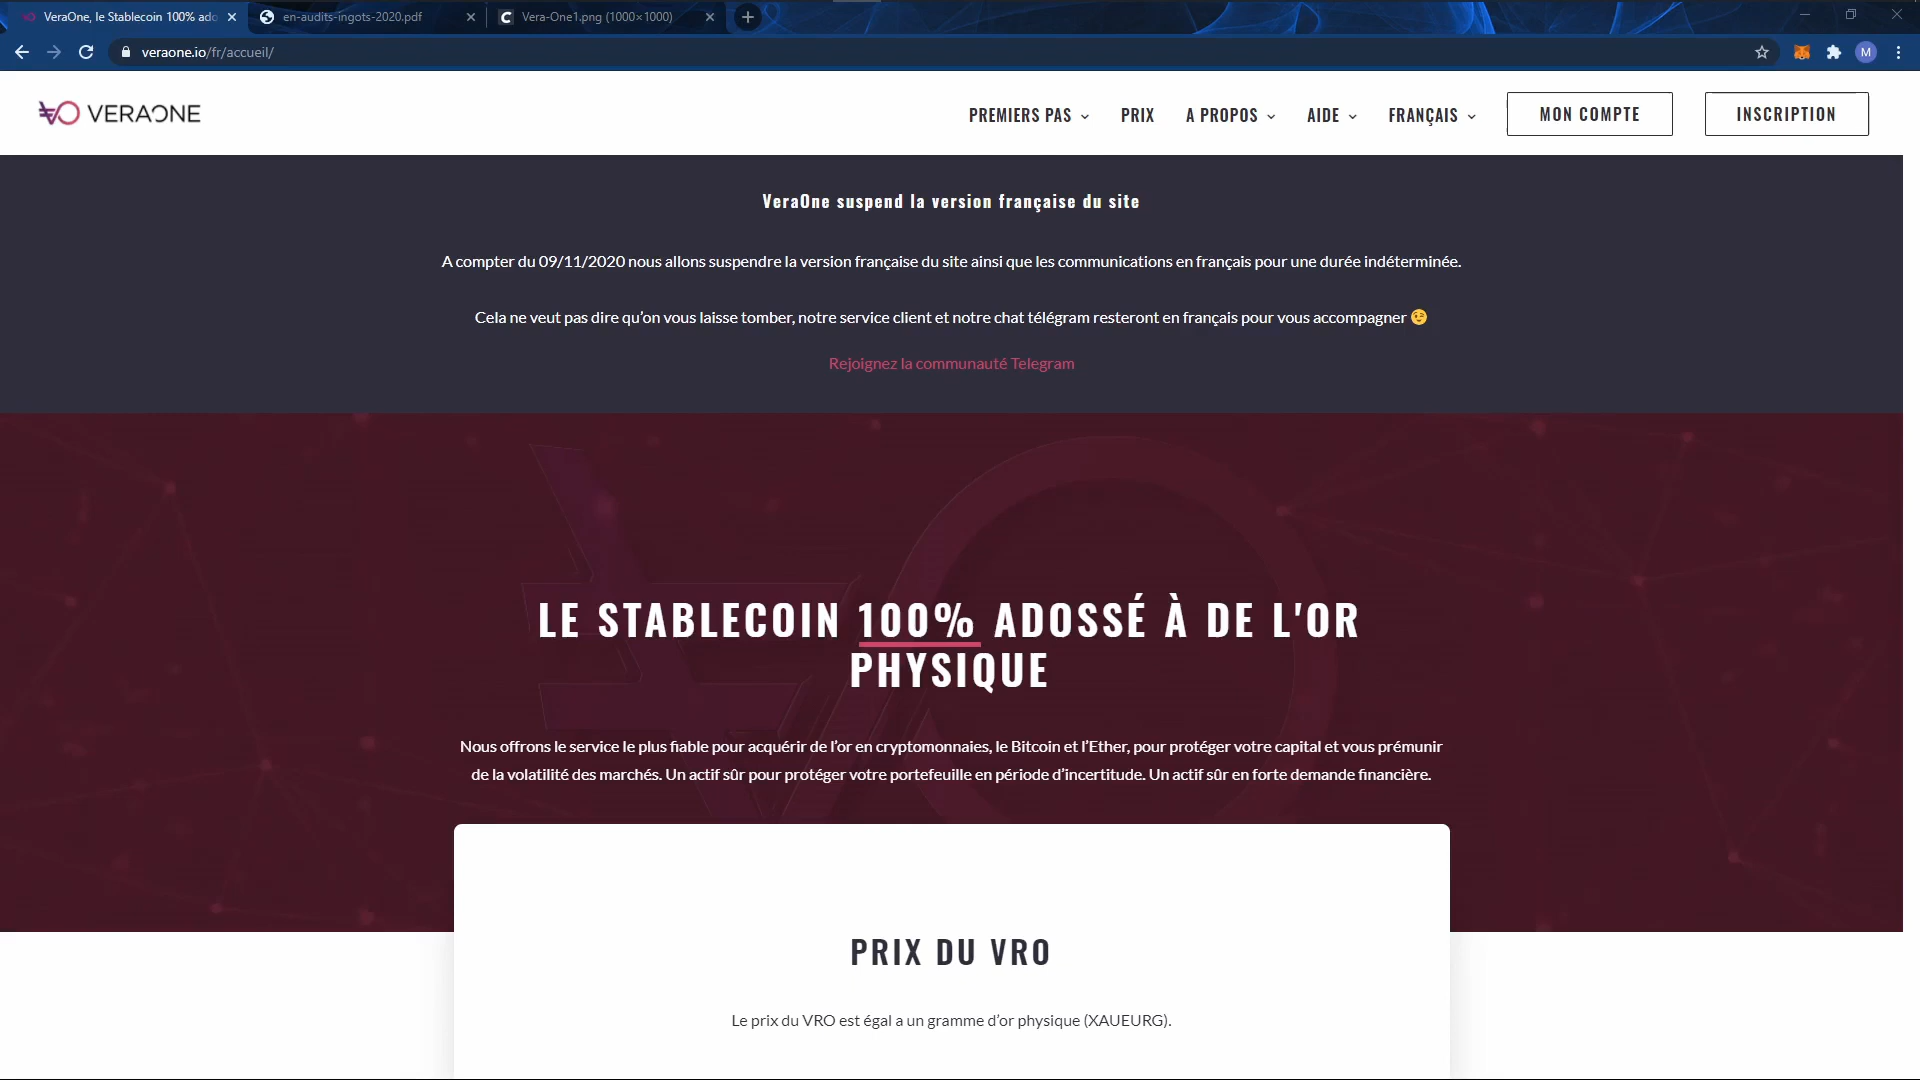 VeraOne, le Stablecoin 100% ado
en-audits-ingots-2020.pdf
Vera-One1.png (1000×1000)
veraone.io/fr/accueil/
M
VERAONE
PREMIERS PAS
PRIX
A PROPOS
AIDE
FRANÇAIS
MON COMPTE
INSCRIPTION
VeraOne suspend la version française du site
A compter du 09/11/2020 nous allons suspendre la version française du site ainsi que les communications en français pour une durée indéterminée.
Cela ne veut pas dire qu’on vous laisse tomber, notre service client et notre chat télégram resteront en français pour vous accompagner 😉
Rejoignez la communauté Telegram
LE STABLECOIN 100% ADOSSÉ À DE L'OR
PHYSIQUE
Nous offrons le service le plus fiable pour acquérir de l’or en cryptomonnaies, le Bitcoin et l’Ether, pour protéger votre capital et vous prémunir
de la volatilité des marchés. Un actif sûr pour protéger votre portefeuille en période d’incertitude. Un actif sûr en forte demande financière.
PRIX DU VRO
Le prix du VRO est égal a un gramme d’or physique (XAUEURG).